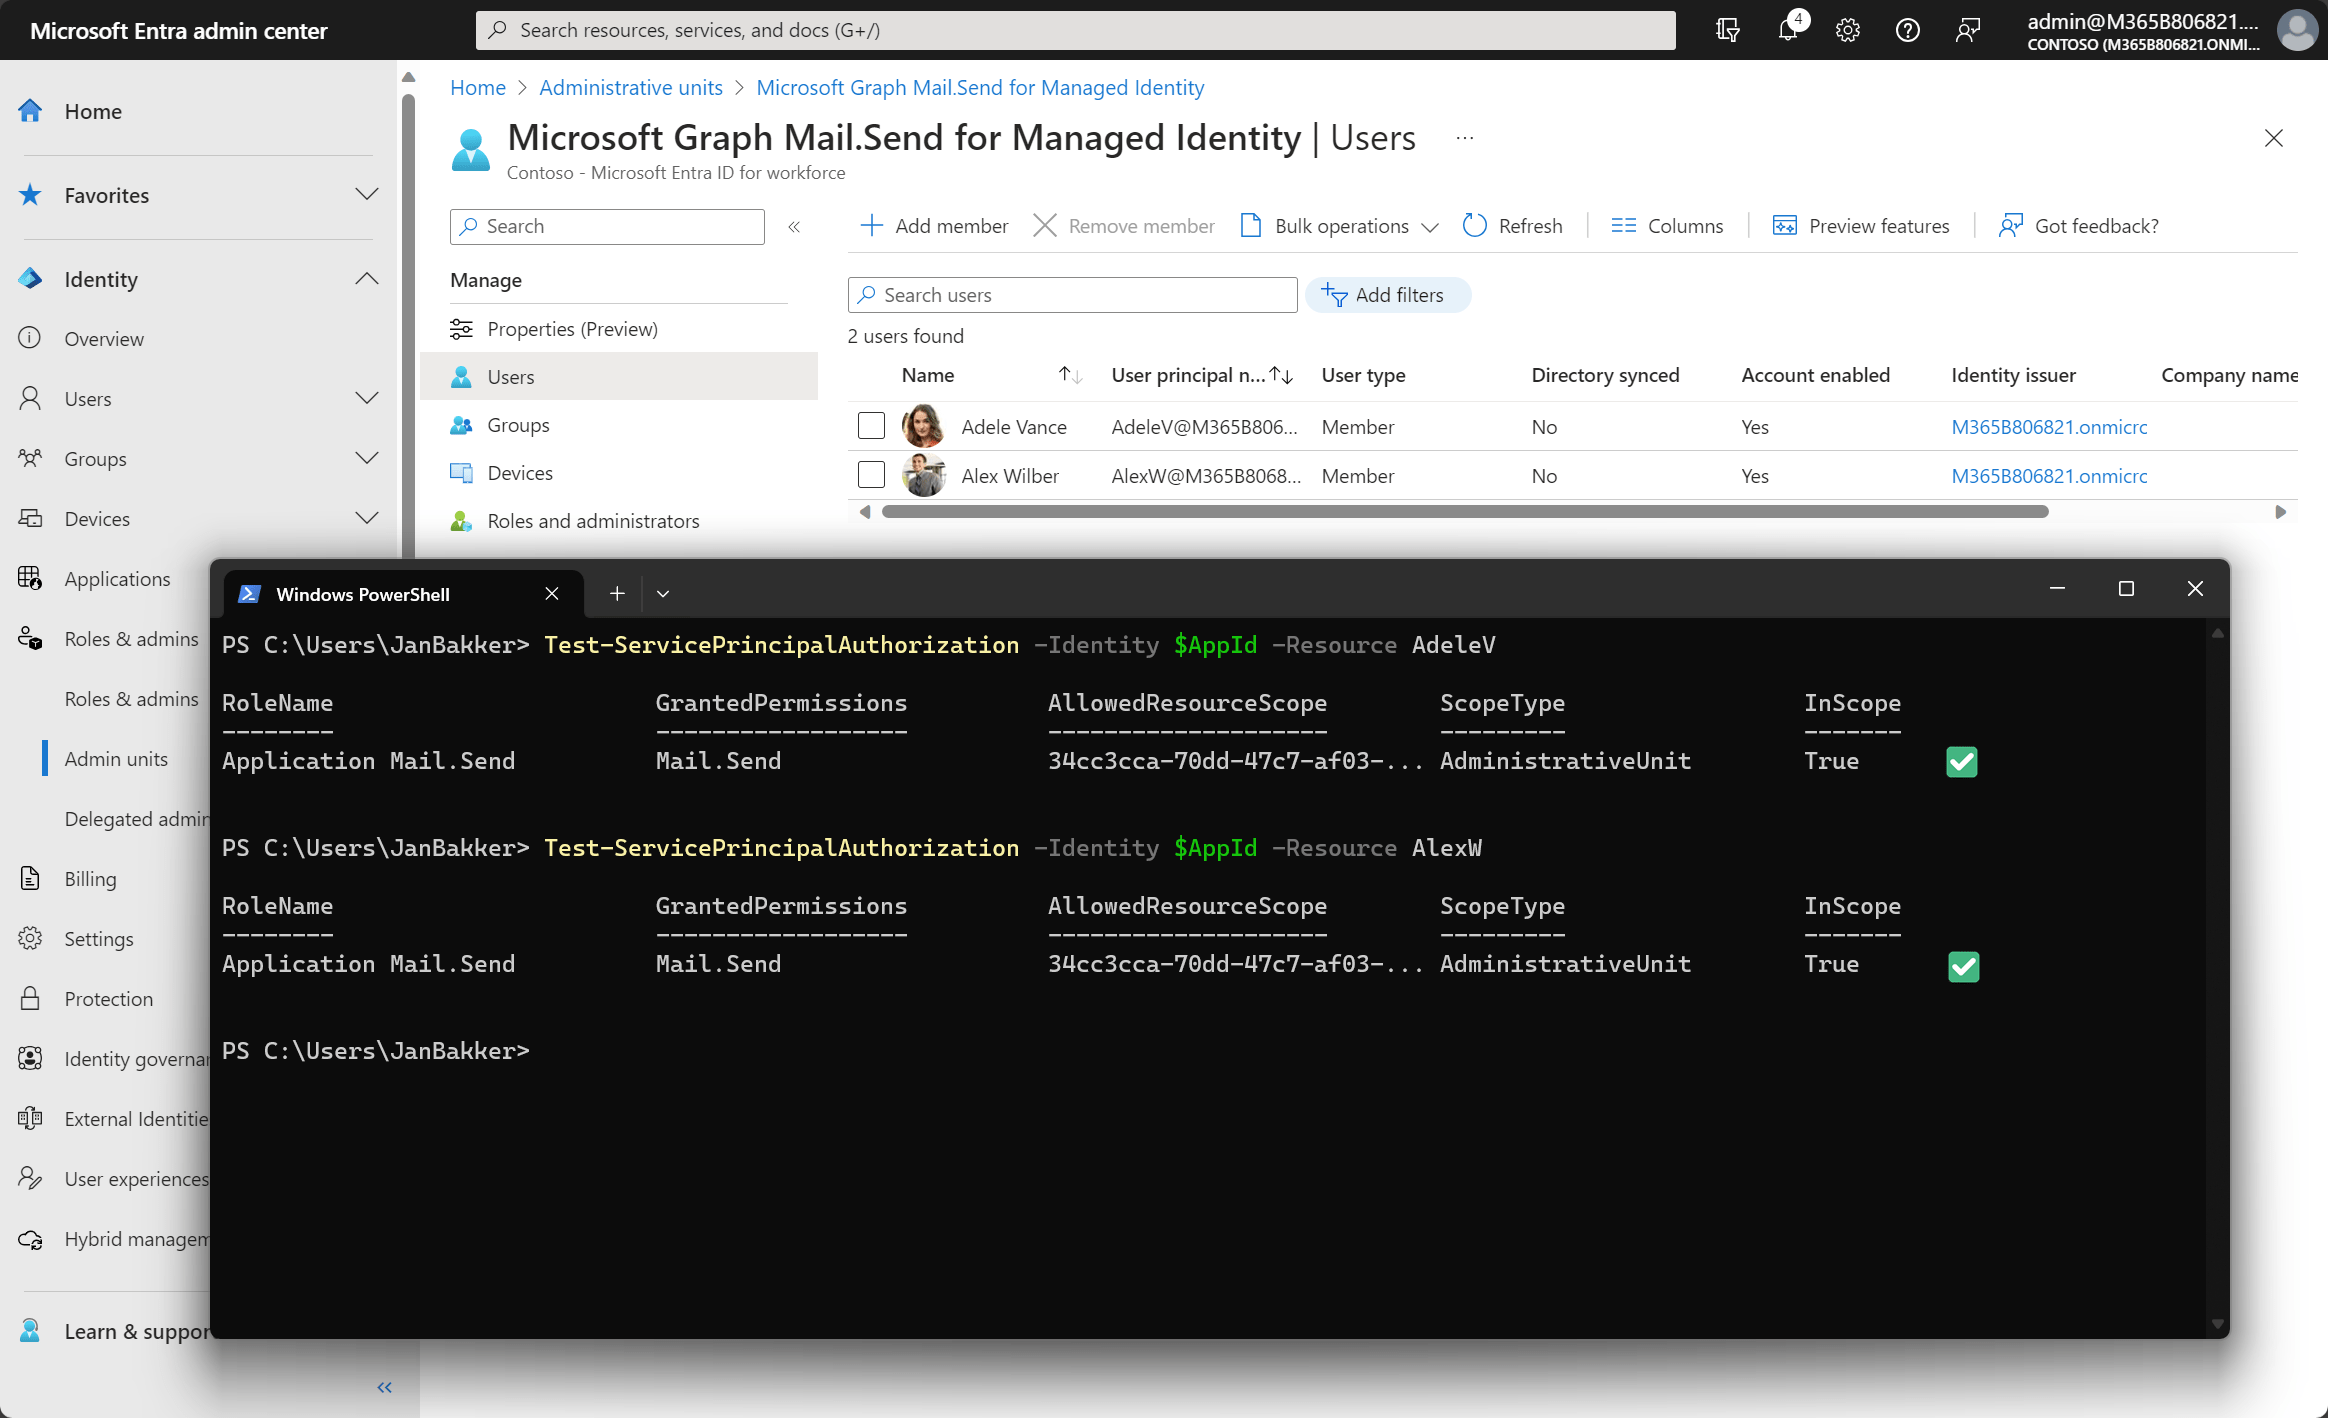 Microsoft Entra admin center
Search resources, services, and docs (G+/)
4
admin@M365B806821....
CONTOSO (M365B806821.ONMI...
Home
Favorites
Identity
Overview
Users
Groups
Devices
Applications
Roles & admins
Roles & admins
Admin units
Delegated admin
Billing
Settings
Protection
Identity governa
External Identitie
User experiences
Hybrid managem
Learn & suppor
Home > Administrative units > Microsoft Graph Mail.Send for Managed Identity
Microsoft Graph Mail.Send for Managed Identity | Users ...
Contoso - Microsoft Entra ID for workforce
Search
Manage
Properties (Preview)
Users
Groups
Devices
Roles and administrators
Add member Remove member Bulk operations Refresh Columns Preview features Got feedback?
Search users
Add filters
2 users found
Name User principal n... User type Directory synced Account enabled Identity issuer Company name
Adele Vance AdeleV@M365B806... Member No Yes M365B806821.onmicrc
Alex Wilber AlexW@M365B8068... Member No Yes M365B806821.onmicrc
Windows PowerShell
PS C:\Users\JanBakker> Test-ServicePrincipalAuthorization -Identity $AppId -Resource AdeleV
RoleName GrantedPermissions AllowedResourceScope ScopeType InScope
-------- ------------------ -------------------- --------- -------
Application Mail.Send Mail.Send 34cc3cca-70dd-47c7-af03-... AdministrativeUnit True
PS C:\Users\JanBakker> Test-ServicePrincipalAuthorization -Identity $AppId -Resource AlexW
RoleName GrantedPermissions AllowedResourceScope ScopeType InScope
-------- ------------------ -------------------- --------- -------
Application Mail.Send Mail.Send 34cc3cca-70dd-47c7-af03-... AdministrativeUnit True
PS C:\Users\JanBakker>